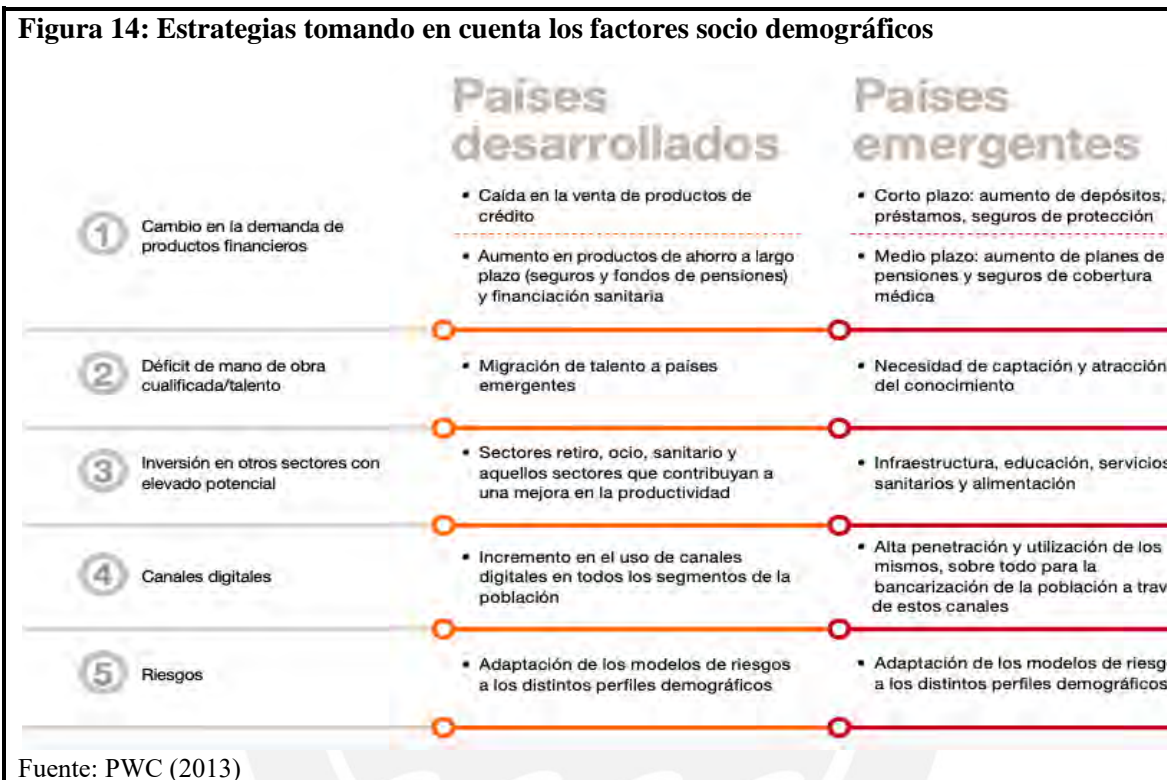 Figura 14: Estrategias tomando en cuenta los factores socio demográficos
Países
desarrollados
Países
emergentes
1
Cambio en la demanda de
productos financieros
• Caída en la venta de productos de
crédito
• Aumento en productos de ahorro a largo
plazo (seguros y fondos de pensiones)
y financiación sanitaria
• Corto plazo: aumento de depósitos,
préstamos, seguros de protección
• Medio plazo: aumento de planes de
pensiones y seguros de cobertura
médica
2
Déficit de mano de obra
cualificada/talento
• Migración de talento a países
emergentes
• Necesidad de captación y atracción
del conocimiento
3
Inversión en otros sectores con
elevado potencial
• Sectores retiro, ocio, sanitario y
aquellos sectores que contribuyan a
una mejora en la productividad
• Infraestructura, educación, servicios
sanitarios y alimentación
4
Canales digitales
• Incremento en el uso de canales
digitales en todos los segmentos de la
población
• Alta penetración y utilización de los
mismos, sobre todo para la
bancarización de la población a trav
de estos canales
5
Riesgos
• Adaptación de los modelos de riesgos
a los distintos perfiles demográficos
• Adaptación de los modelos de riesg
a los distintos perfiles demográficos
Fuente: PWC (2013)